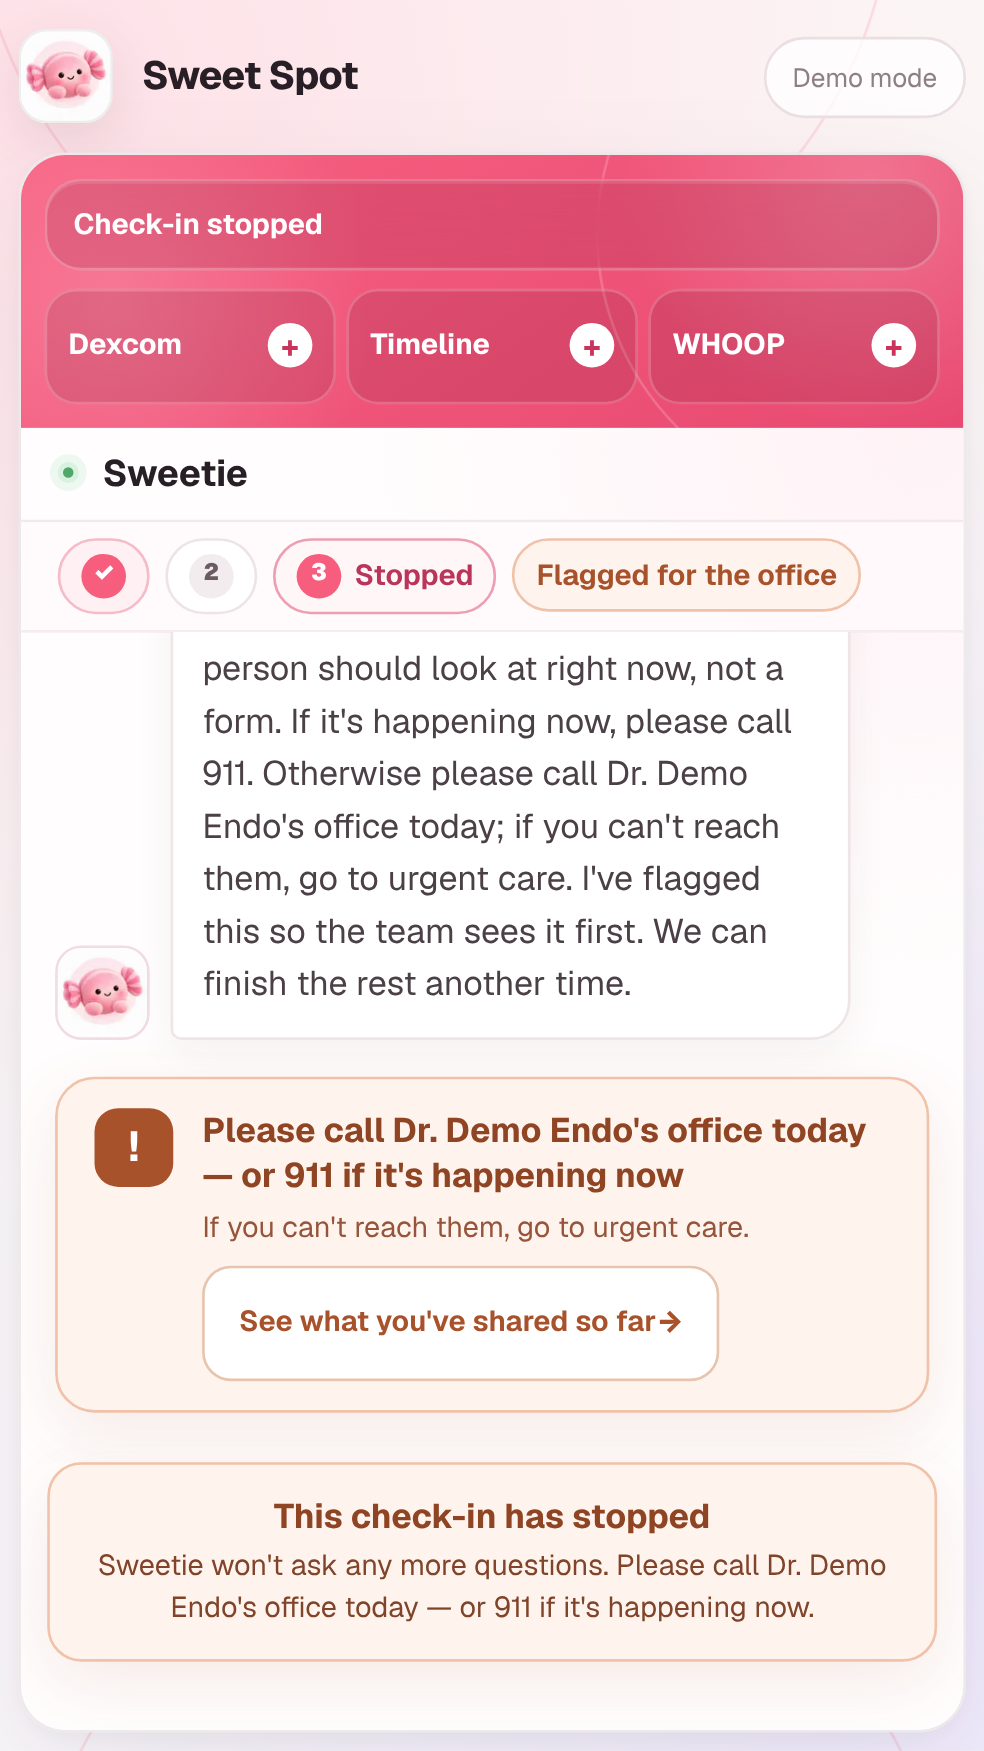 Sweet Spot
Demo mode
Check-in stopped
Dexcom +
Timeline +
WHOOP +
Sweetie
2
3 Stopped
Flagged for the office
person should look at right now, not a
form. If it's happening now, please call
911. Otherwise please call Dr. Demo
Endo's office today; if you can't reach
them, go to urgent care. I've flagged
this so the team sees it first. We can
finish the rest another time.
!
Please call Dr. Demo Endo's office today
— or 911 if it's happening now
If you can't reach them, go to urgent care.
See what you've shared so far→
This check-in has stopped
Sweetie won't ask any more questions. Please call Dr. Demo
Endo's office today — or 911 if it's happening now.